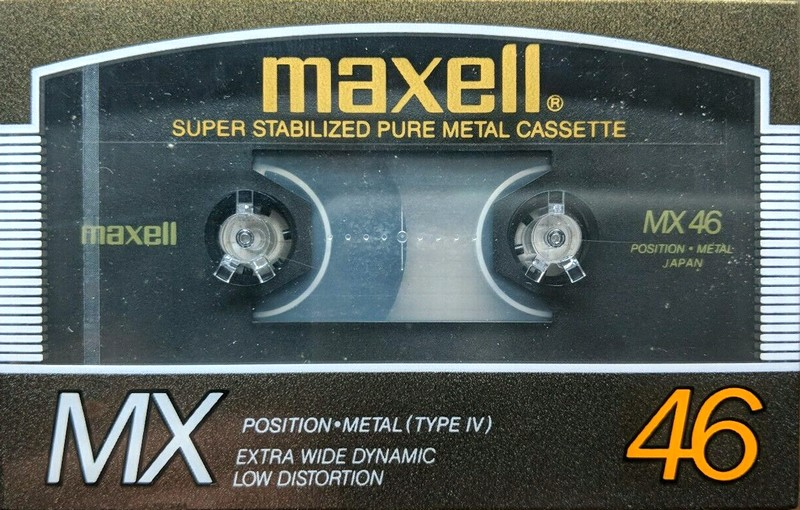 maxell®
SUPER STABILIZED PURE METAL CASSETTE
maxell
MX 46
POSITION • METAL
JAPAN
MX
POSITION•METAL (TYPE IV)
EXTRA WIDE DYNAMIC
LOW DISTORTION
46